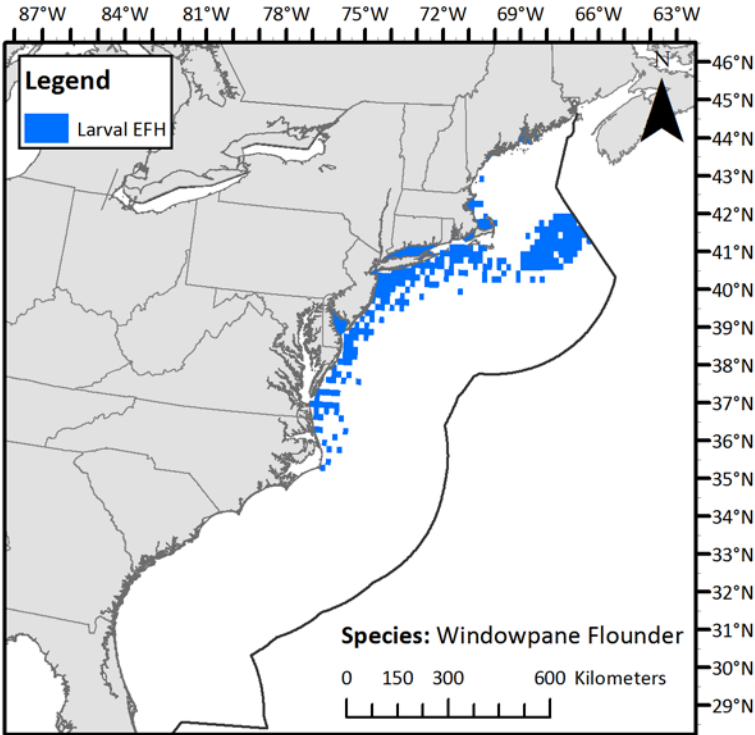 87°W 84°W 81°W 78°W 75°W 72°W 69°W 66°W 63°W
Legend
Larval EFH
N
46°N
45°N
44°N
43°N
42°N
41°N
40°N
39°N
38°N
37°N
36°N
35°N
34°N
33°N
32°N
31°N
30°N
29°N
Species: Windowpane Flounder
0 150 300 600 Kilometers